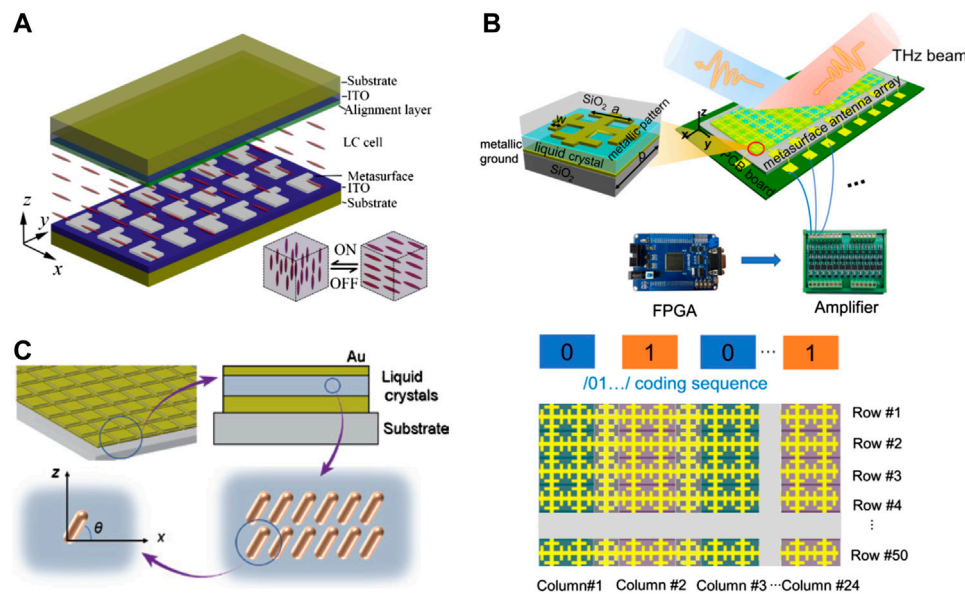 A
Substrate
ITO
Alignment layer
LC cell
Metasurface
ITO
Substrate
z
y
x
ON
OFF
B
THz beam
SiO2
a
w
metallic pattern
metallic
ground
liquid crystal
p
SiO2
z
x
y
metasurface antenna array
PCB board
...
FPGA
Amplifier
0 1 0 ... 1
/01.../ coding sequence
Row #1
Row #2
Row #3
Row #4
⋮
Row #50
Column#1 Column #2 Column #3 ···Column #24
C
Au
Liquid
crystals
Substrate
z
θ
x